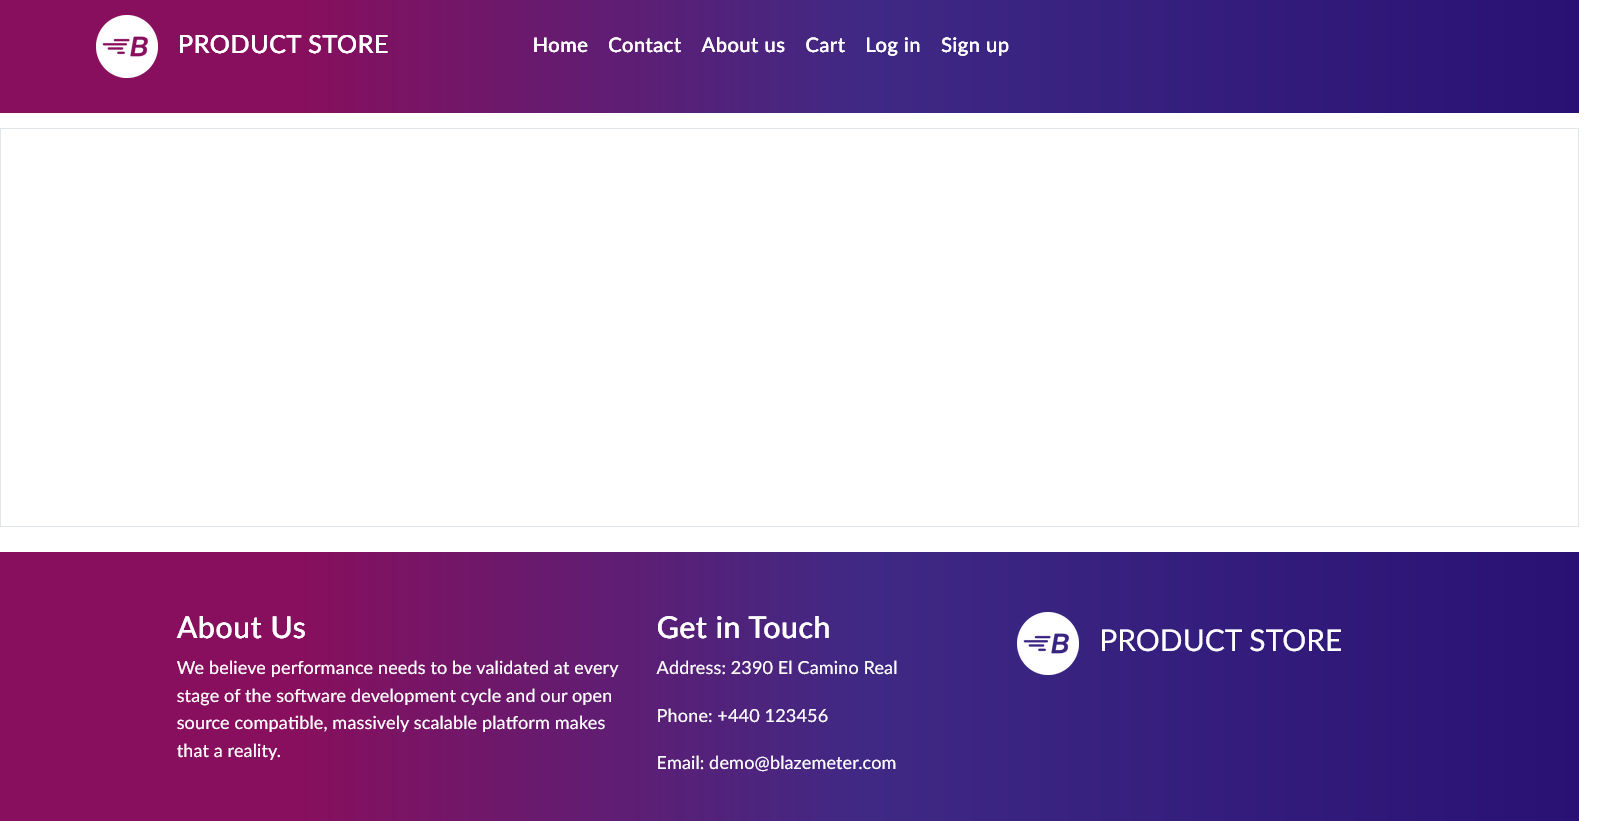 B PRODUCT STORE Home Contact About us Cart Log in Sign up
About Us
We believe performance needs to be validated at every
stage of the software development cycle and our open
source compatible, massively scalable platform makes
that a reality.
Get in Touch
Address: 2390 El Camino Real
Phone: +440 123456
Email: demo@blazemeter.com
B PRODUCT STORE